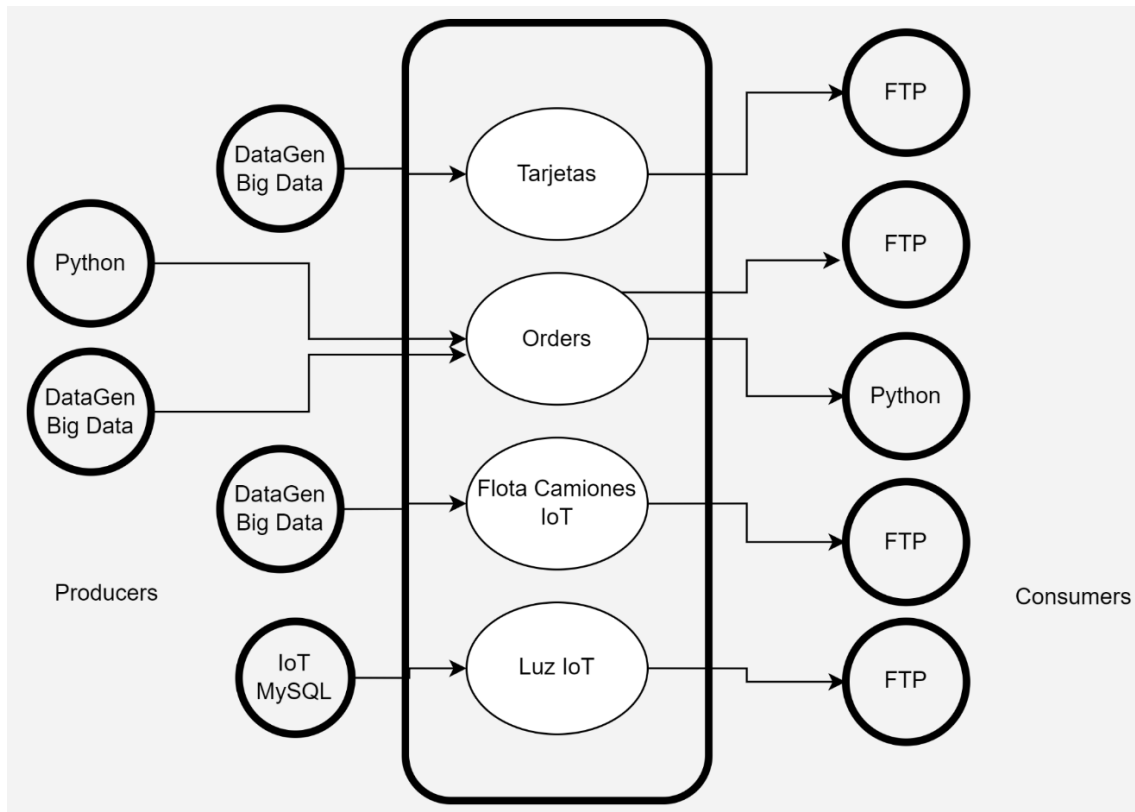 FTP
DataGen
Big Data
Tarjetas
Python
FTP
Orders
DataGen
Big Data
Python
DataGen
Big Data
Flota Camiones
IoT
FTP
Producers
Consumers
IoT
MySQL
Luz IoT
FTP